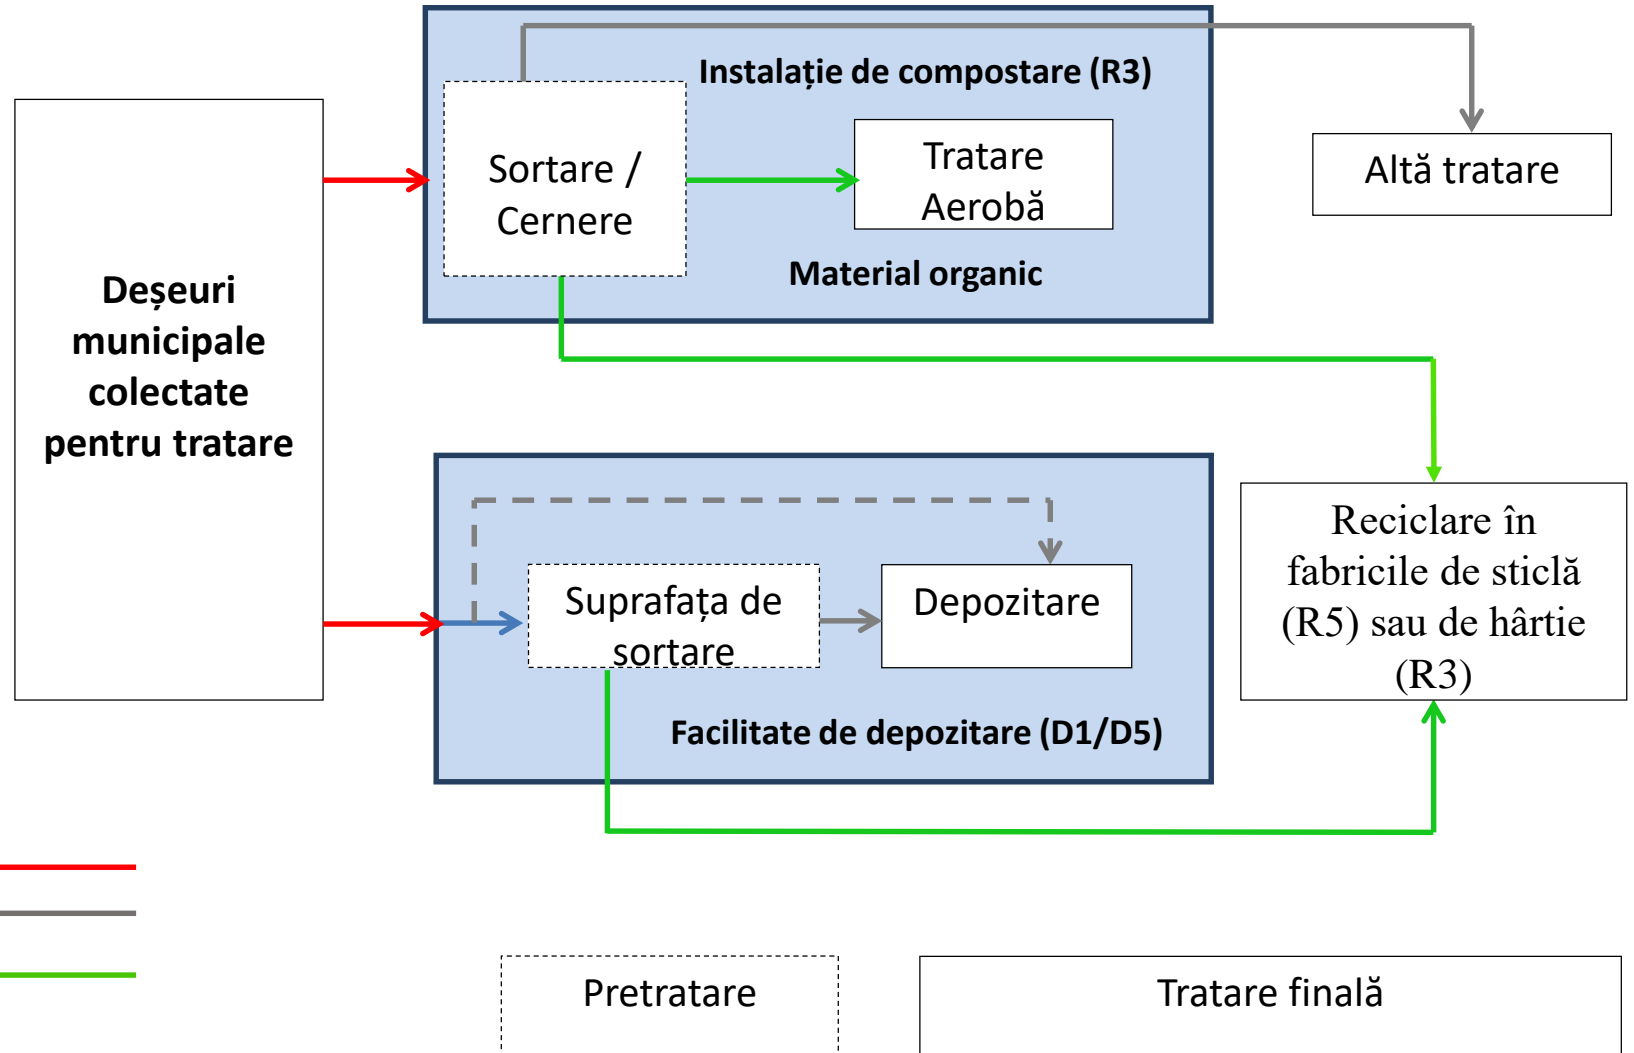 Instalație de compostare (R3)
Sortare /
Cernere
Tratare
Aerobă
Altă tratare
Material organic
Deșeuri
municipale
colectate
pentru tratare
Suprafața de
sortare
Depozitare
Reciclare în
fabricile de sticlă
(R5) sau de hârtie
(R3)
Facilitate de depozitare (D1/D5)
Pretratare
Tratare finală